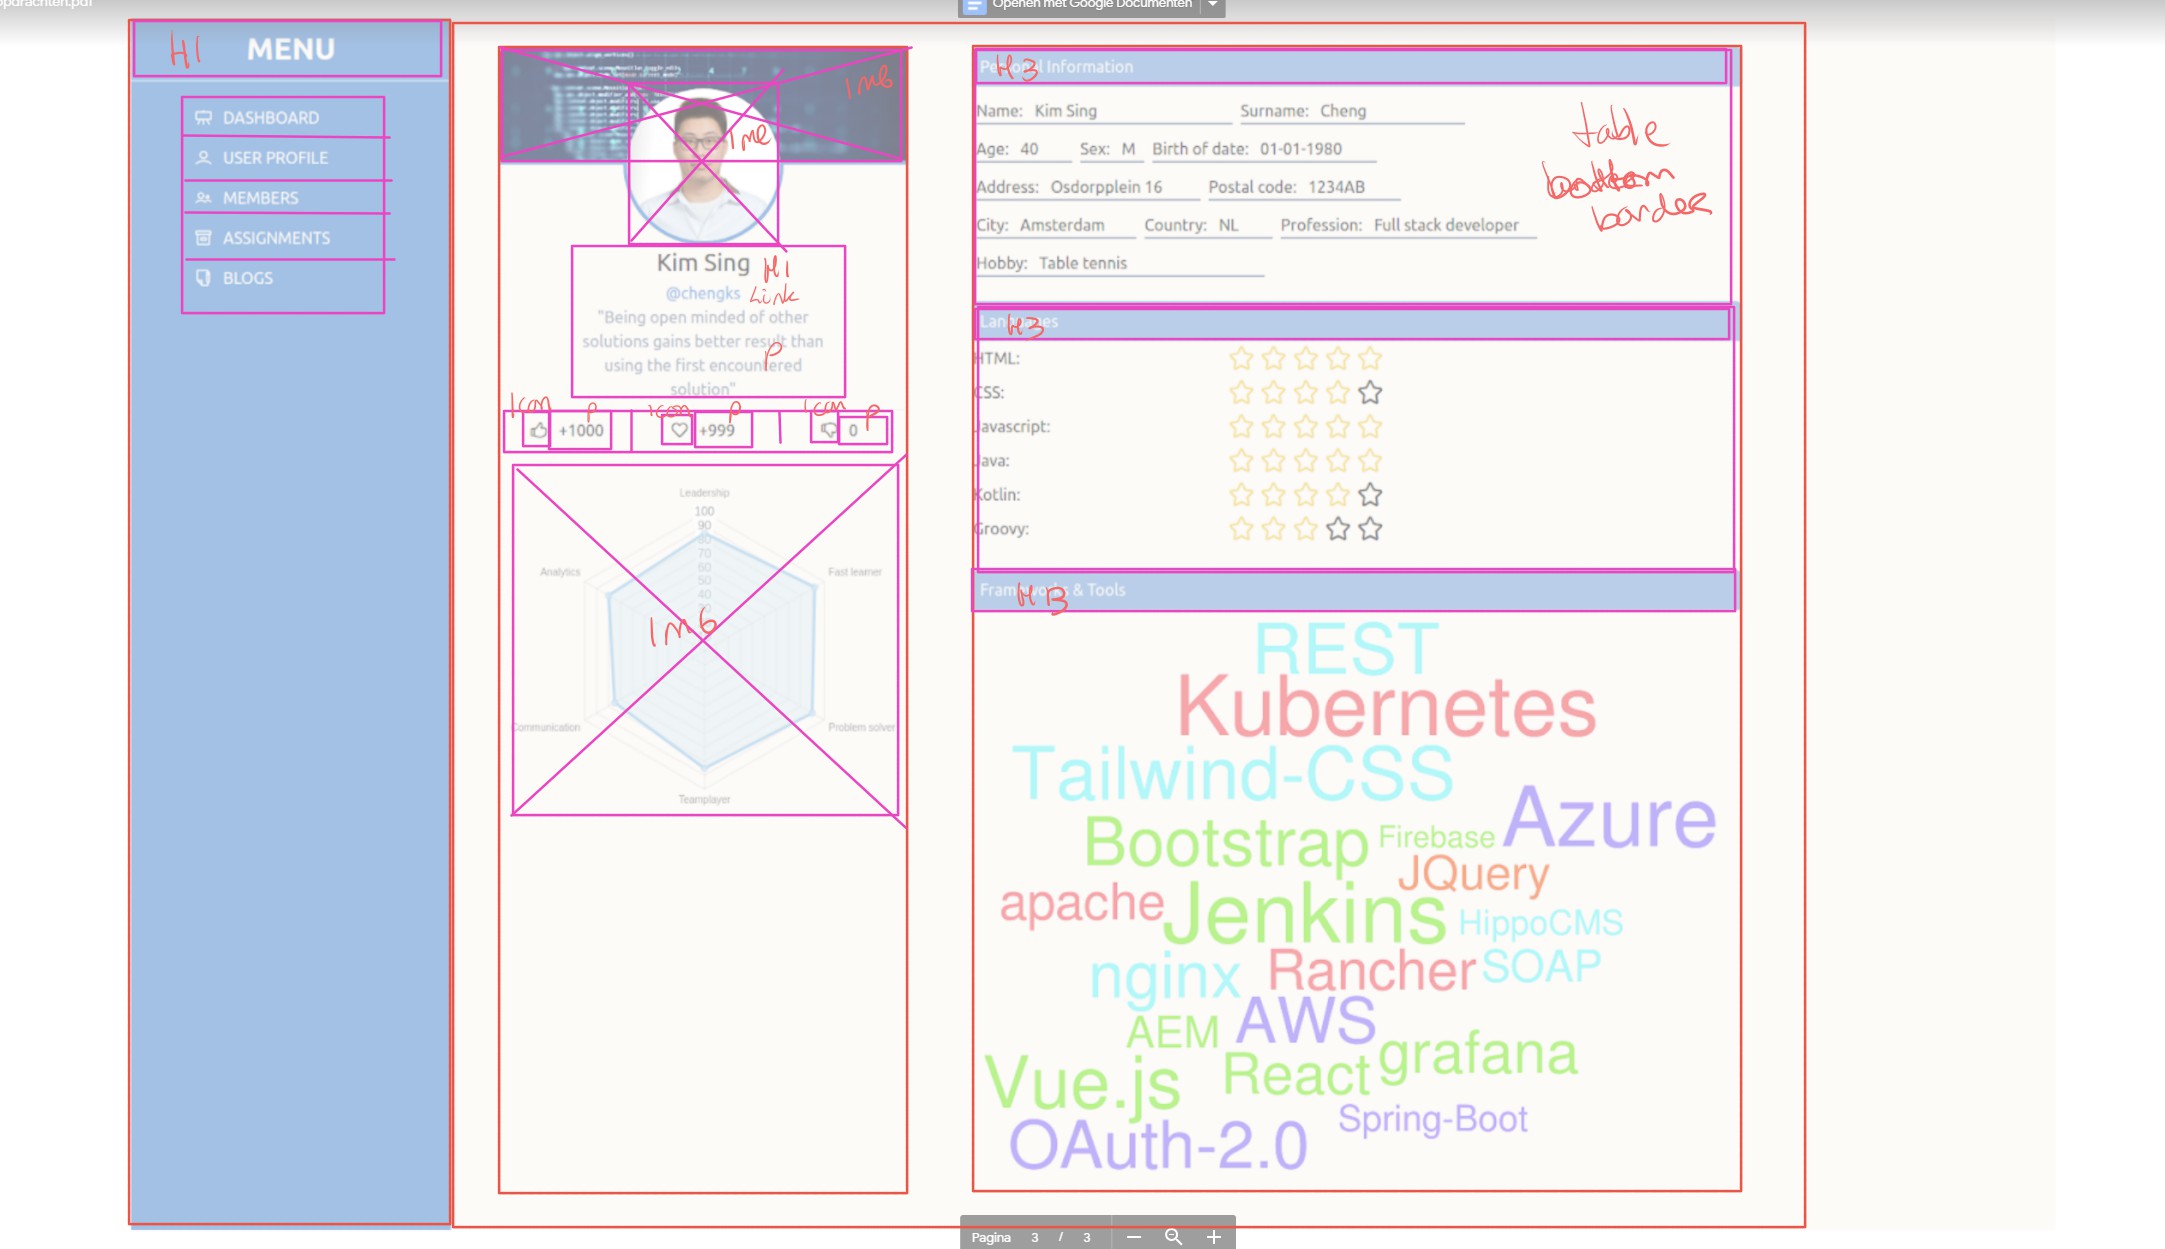 opdrachten.pdf
Openen met Google Documenten
H1 MENU
DASHBOARD
USER PROFILE
MEMBERS
ASSIGNMENTS
BLOGS
IMG
IMG
Kim Sing H1
@chengks Link
"Being open minded of other
solutions gains better result than
using the first encountered
solution"
P
Icon P icon P icon P
+1000 +999 0
Leadership
100
90
80
70
60
50
40
Analytics Fast learner
IMG
Communication Problem solver
Teamplayer
Personal Information H3
Name: Kim Sing Surname: Cheng
Age: 40 Sex: M Birth of date: 01-01-1980
Address: Osdorpplein 16 Postal code: 1234AB
City: Amsterdam Country: NL Profession: Full stack developer
Hobby: Table tennis
table
bottom
border
Languages H3
HTML:
CSS:
Javascript:
Java:
Kotlin:
Groovy:
Frameworks & Tools H3
REST
Kubernetes
Tailwind-CSS
Azure
Bootstrap Firebase
JQuery
apache Jenkins HippoCMS
nginx Rancher SOAP
AEM AWS
Vue.js React grafana
OAuth-2.0 Spring-Boot
Pagina 3 / 3